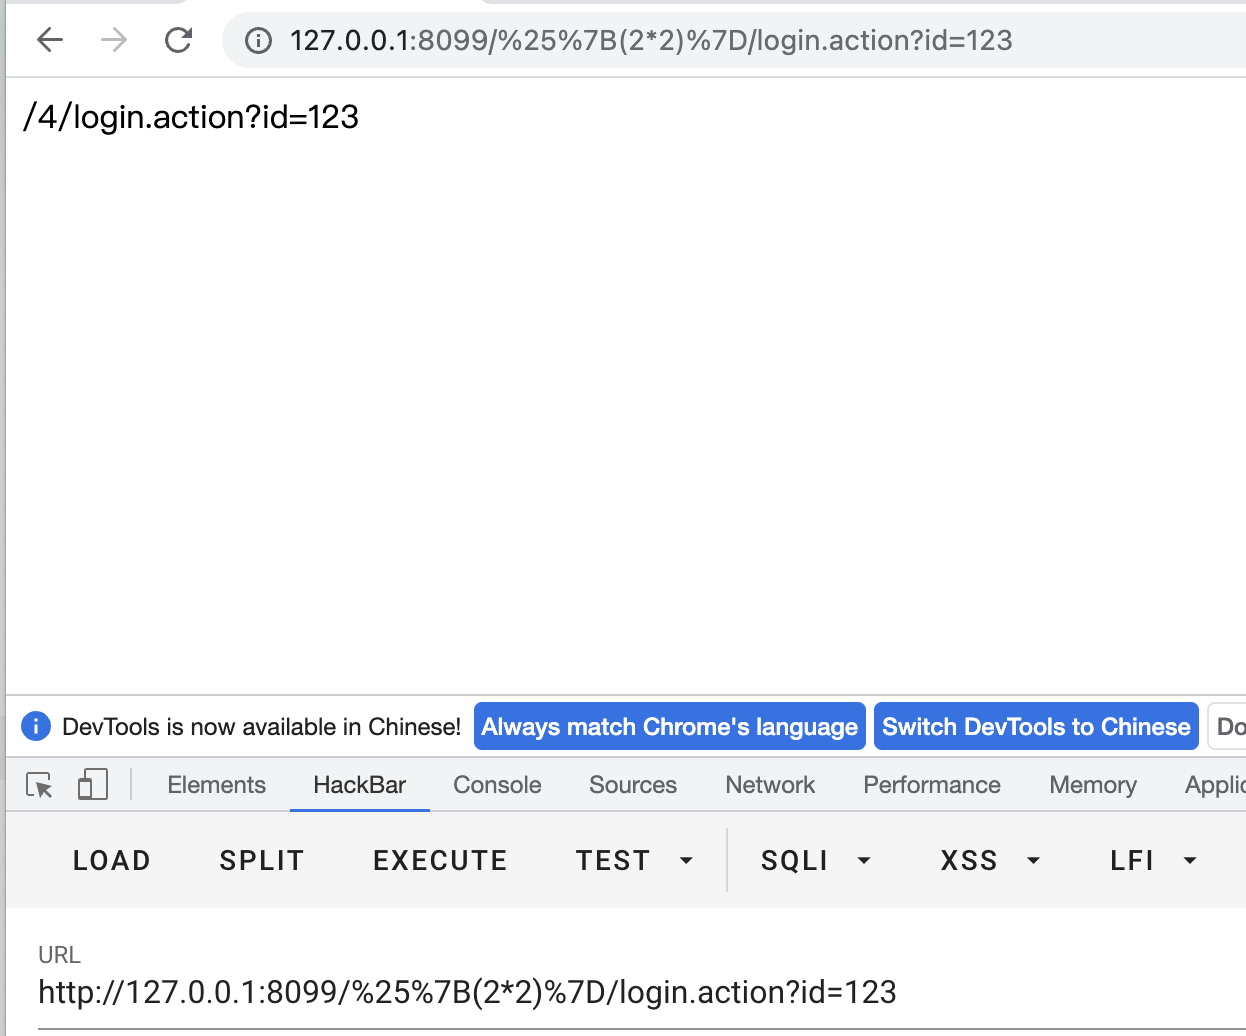 127.0.0.1:8099/%25%7B(2*2)%7D/login.action?id=123
/4/login.action?id=123
DevTools is now available in Chinese! Always match Chrome's language Switch DevTools to Chinese Do
Elements HackBar Console Sources Network Performance Memory Applic
LOAD SPLIT EXECUTE TEST SQLI XSS LFI
URL
http://127.0.0.1:8099/%25%7B(2*2)%7D/login.action?id=123